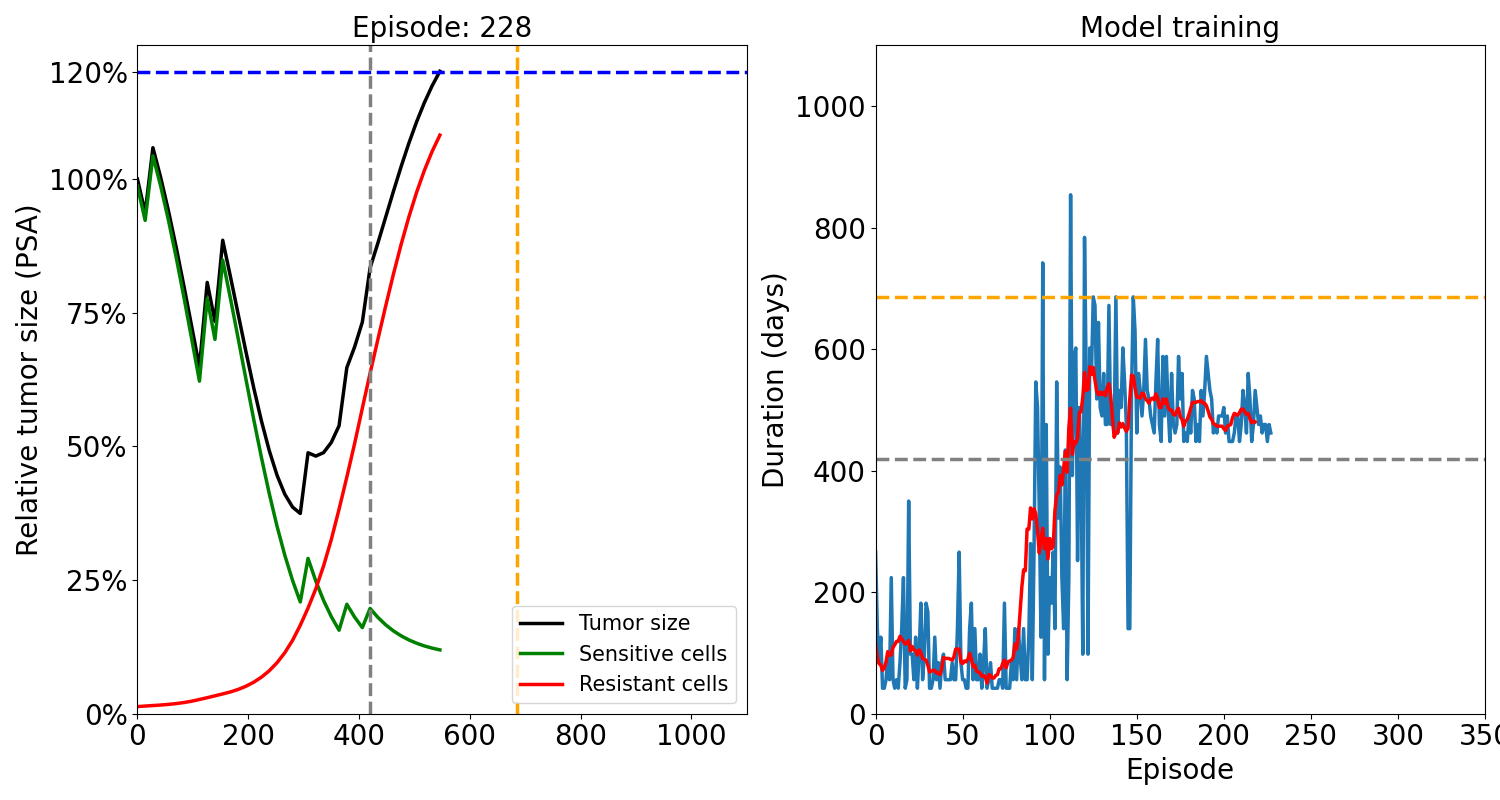 Episode: 228
Relative tumor size (PSA)
120%
100%
75%
50%
25%
0%
0 200 400 600 800 1000
Tumor size
Sensitive cells
Resistant cells
Model training
Duration (days)
1000
800
600
400
200
0
0 50 100 150 200 250 300 350
Episode